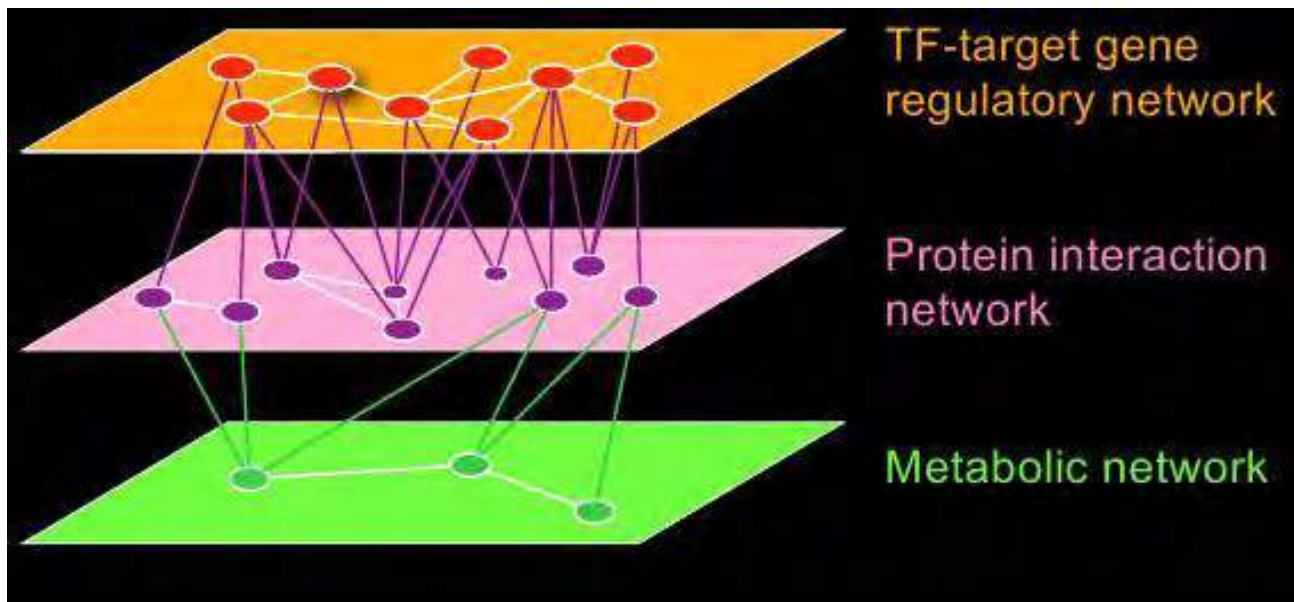 TF-target gene
regulatory network
Protein interaction
network
Metabolic network